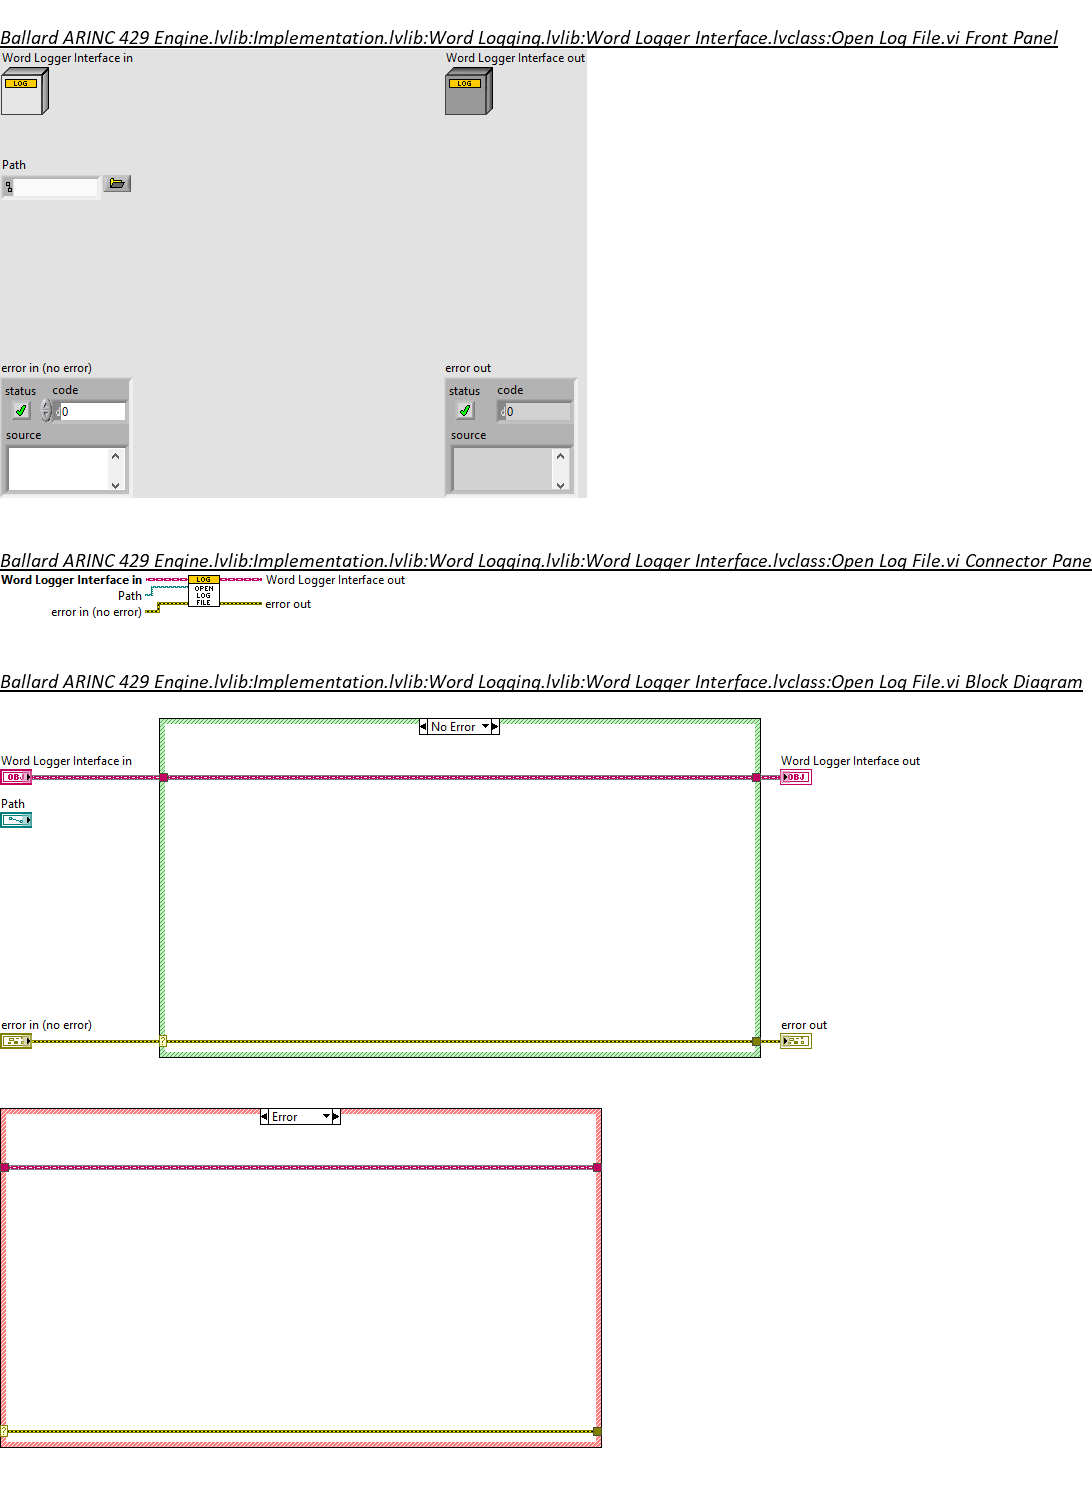 Ballard ARINC 429 Engine.lvlib:Implementation.lvlib:Word Logging.lvlib:Word Logger Interface.lvclass:Open Log File.vi Front Panel
Word Logger Interface in
Word Logger Interface out
LOG
LOG
Path
error in (no error)
error out
status
code
status
code
d
0
d
0
source
source
Ballard ARINC 429 Engine.lvlib:Implementation.lvlib:Word Logging.lvlib:Word Logger Interface.lvclass:Open Log File.vi Connector Pane
Word Logger Interface in
LOG
Word Logger Interface out
Path
OPEN
LOG
FILE
error in (no error)
error out
Ballard ARINC 429 Engine.lvlib:Implementation.lvlib:Word Logging.lvlib:Word Logger Interface.lvclass:Open Log File.vi Block Diagram
No Error
Word Logger Interface in
Word Logger Interface out
OBJ
OBJ
Path
error in (no error)
error out
?
Error
?